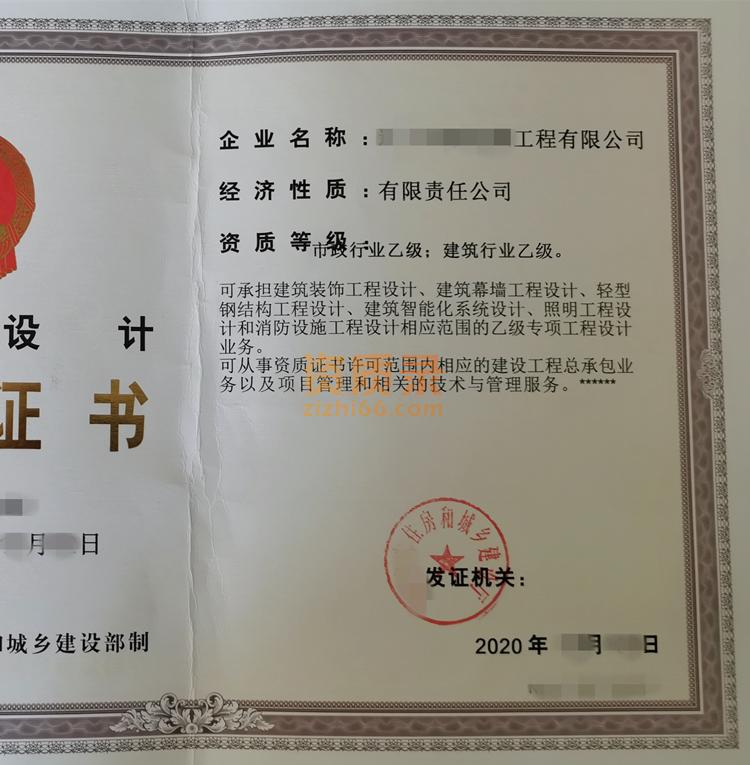 企业名称：工程有限公司
经济性质：有限责任公司
资质等级：
市政行业乙级；建筑行业乙级。
可承担建筑装饰工程设计、建筑幕墙工程设计、轻型
钢结构工程设计、建筑智能化系统设计、照明工程设
计和消防设施工程设计相应范围的乙级专项工程设计
业务。
可从事资质证书许可范围内相应的建设工程总承包业
务以及项目管理和相关的技术与管理服务。******
zizhi66.com
设计
证书
月 日
城乡建设部制
住房和城乡建
发证机关：
2020年 月 日